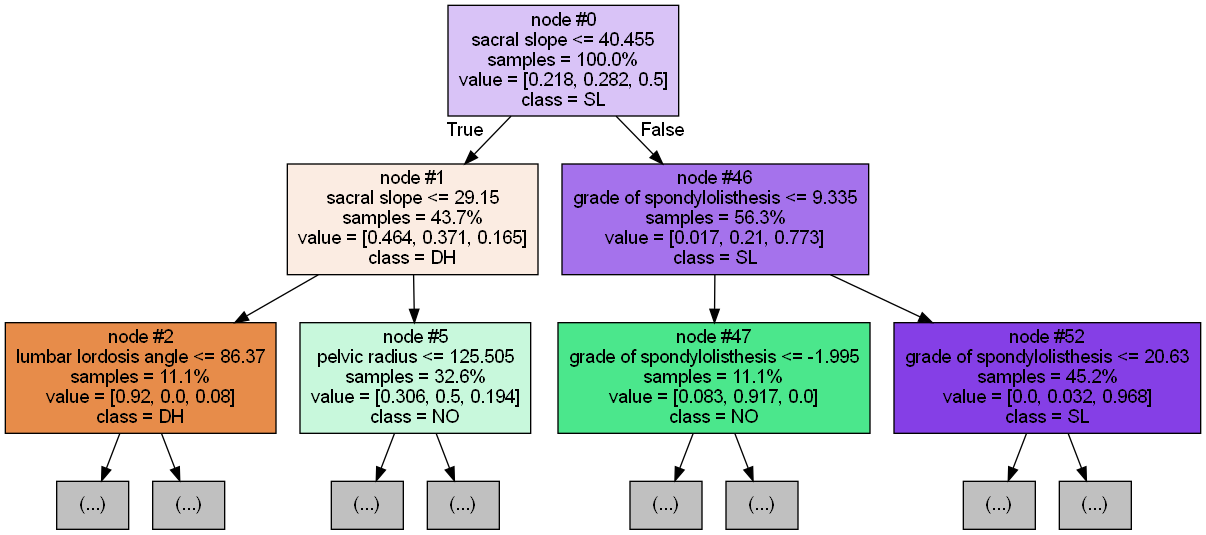 node #0
sacral slope <= 40.455
samples = 100.0%
value = [0.218, 0.282, 0.5]
class = SL
True
False
node #1
sacral slope <= 29.15
samples = 43.7%
value = [0.464, 0.371, 0.165]
class = DH
node #46
grade of spondylolisthesis <= 9.335
samples = 56.3%
value = [0.017, 0.21, 0.773]
class = SL
node #2
lumbar lordosis angle <= 86.37
samples = 11.1%
value = [0.92, 0.0, 0.08]
class = DH
node #5
pelvic radius <= 125.505
samples = 32.6%
value = [0.306, 0.5, 0.194]
class = NO
node #47
grade of spondylolisthesis <= -1.995
samples = 11.1%
value = [0.083, 0.917, 0.0]
class = NO
node #52
grade of spondylolisthesis <= 20.63
samples = 45.2%
value = [0.0, 0.032, 0.968]
class = SL
(...)
(...)
(...)
(...)
(...)
(...)
(...)
(...)